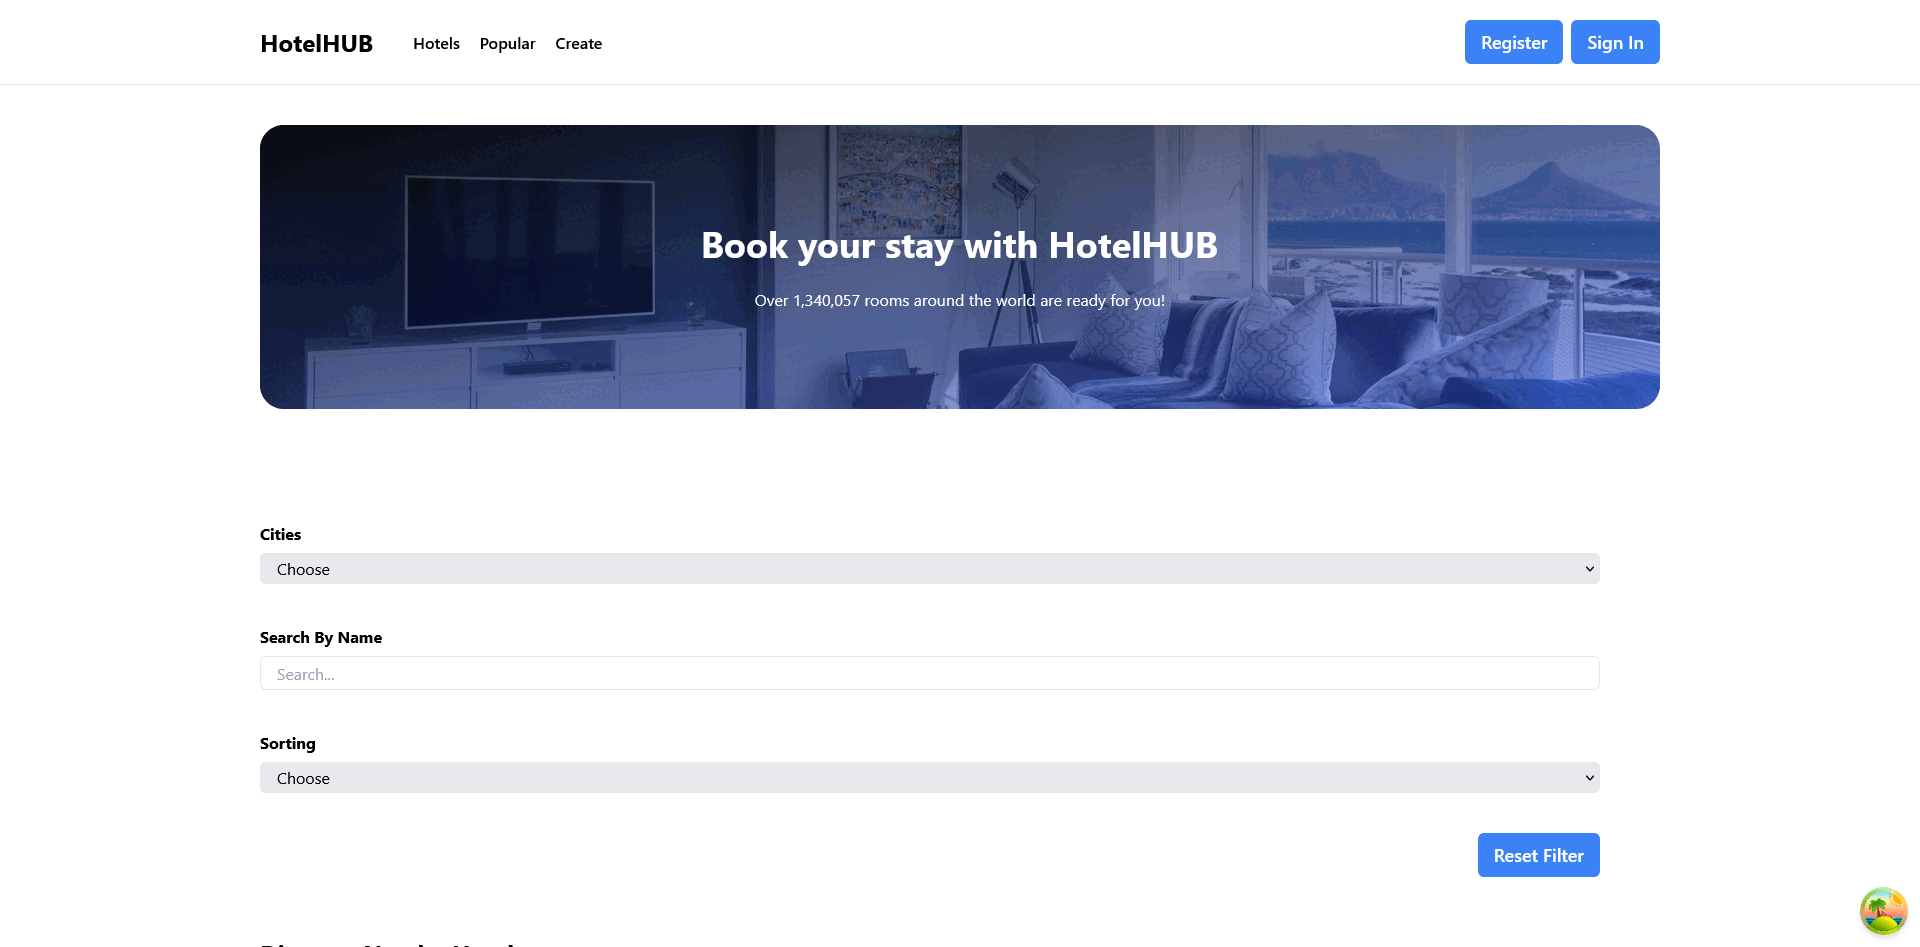 HotelHUB
Hotels
Popular
Create
Register
Sign In
Book your stay with HotelHUB
Over 1,340,057 rooms around the world are ready for you!
Cities
Choose
Search By Name
Search...
Sorting
Choose
Reset Filter